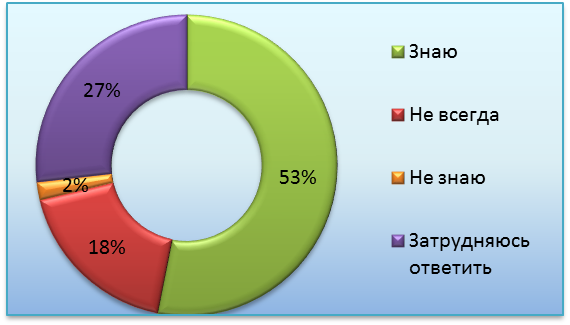 27%
2%
18%
53%
Знаю
Не всегда
Не знаю
Затрудняюсь
ответить